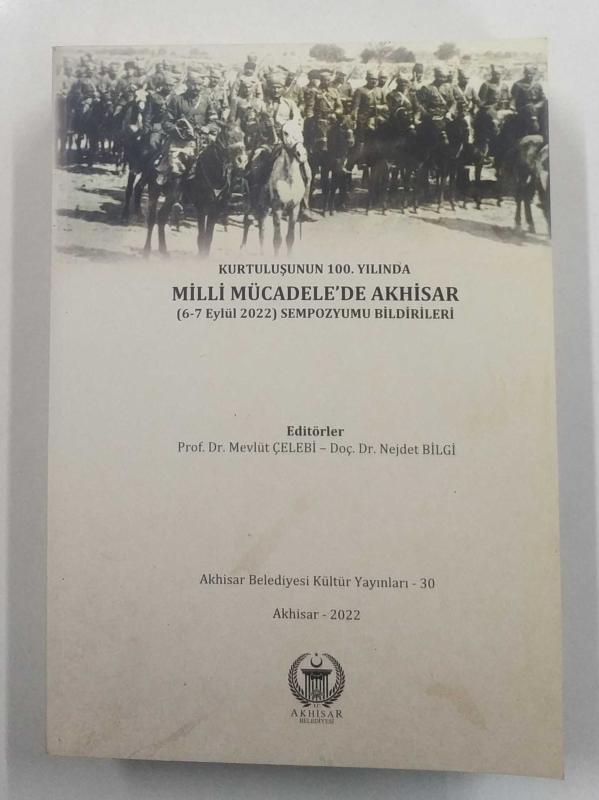 KURTULUŞUNUN 100. YILINDA
MİLLİ MÜCADELE'DE AKHİSAR
(6-7 Eylül 2022) SEMPOZYUMU BİLDİRİLERİ
Editörler
Prof. Dr. Mevlüt ÇELEBİ – Doç. Dr. Nejdet BİLGİ
Akhisar Belediyesi Kültür Yayınları - 30
Akhisar - 2022
T.C.
AKHİSAR
BELEDİYESİ